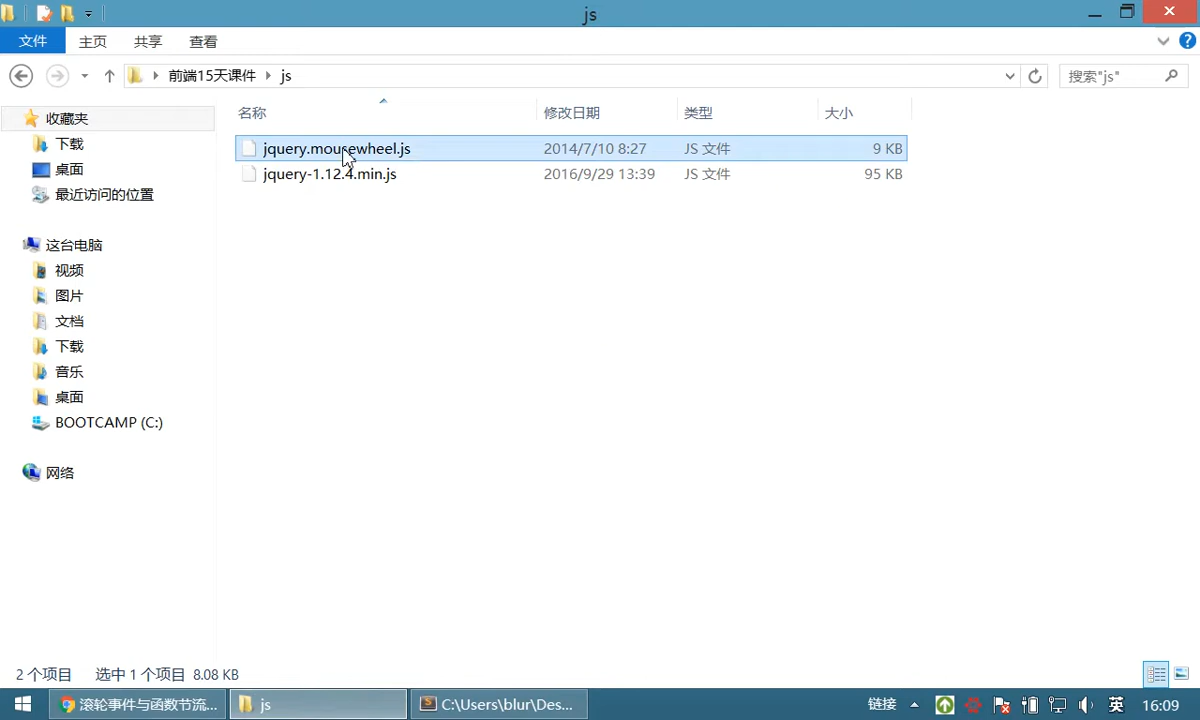 js
文件 主页 共享 查看
前端15天课件 js 搜索"js"
收藏夹
下载
桌面
最近访问的位置
这台电脑
视频
图片
文档
下载
音乐
桌面
BOOTCAMP (C:)
网络
名称 修改日期 类型 大小
jquery.mousewheel.js 2014/7/10 8:27 JS 文件 9 KB
jquery-1.12.4.min.js 2016/9/29 13:39 JS 文件 95 KB
2 个项目 选中 1 个项目 8.08 KB
滚轮事件与函数节流... js C:\Users\blur\Des... 链接 英 16:09